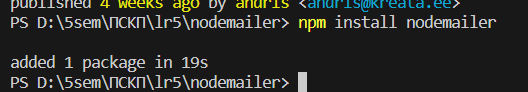 published 4 weeks ago by andris <andris@kreata.ee>
PS D:\5sem\ПСКП\lr5\nodemailer> npm install nodemailer
added 1 package in 19s
PS D:\5sem\ПСКП\lr5\nodemailer>